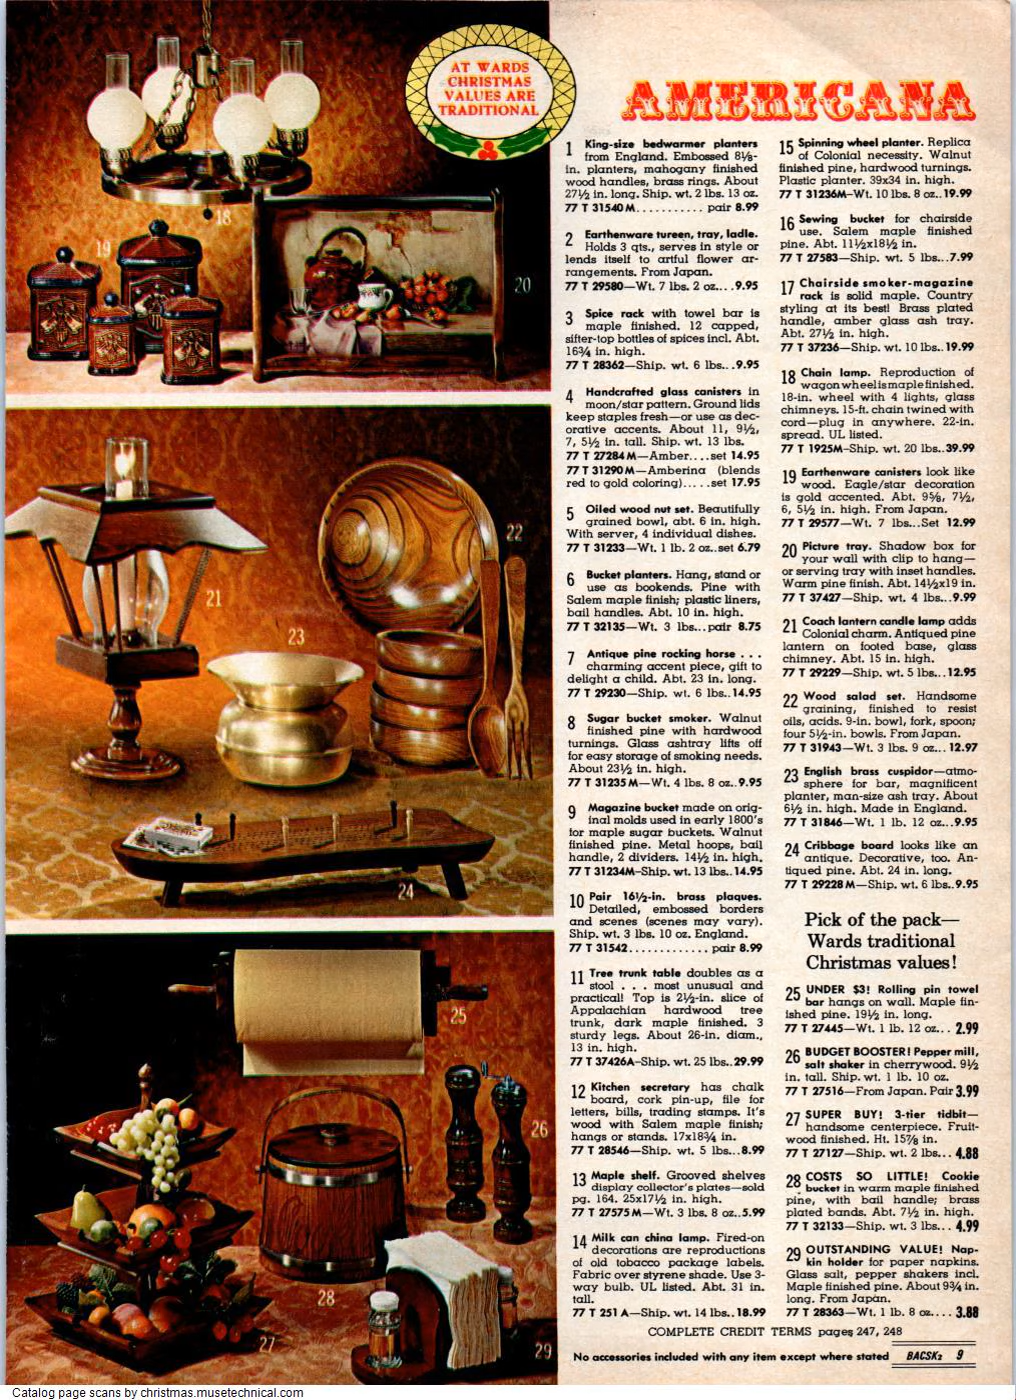 AT WARDS
CHRISTMAS
VALUES ARE
TRADITIONAL
18
19
20
21
22
23
24
25
26
27
28
29
AMERICANA
1 King-size bedwarmer planters
from England. Embossed 8⅛-
in. planters, mahogany finished
wood handles, brass rings. About
27½ in. long. Ship. wt. 2 lbs. 13 oz.
77 T 31540 M........... pair 8.99
2 Earthenware tureen, tray, ladle.
Holds 3 qts., serves in style or
lends itself to artful flower ar-
rangements. From Japan.
77 T 29580—Wt. 7 lbs. 2 oz... .9.95
3 Spice rack with towel bar is
maple finished. 12 capped,
sifter-top bottles of spices incl. Abt.
16¾ in. high.
77 T 28362—Ship. wt. 6 lbs.. .9.95
4 Handcrafted glass canisters in
moon/star pattern. Ground lids
keep staples fresh—or use as dec-
orative accents. About 11, 9½,
7, 5½ in. tall. Ship. wt. 13 lbs.
77 T 27284 M—Amber....set 14.95
77 T 31290 M—Amberina (blends
red to gold coloring).....set 17.95
5 Oiled wood nut set. Beautifully
grained bowl, abt. 6 in. high.
With server, 4 individual dishes.
77 T 31233—Wt. 1 lb. 2 oz..set 6.79
6 Bucket planters. Hang, stand or
use as bookends. Pine with
Salem maple finish; plastic liners,
bail handles. Abt. 10 in. high.
77 T 32135—Wt. 3 lbs...pair 8.75
7 Antique pine rocking horse . . .
charming accent piece, gift to
delight a child. Abt. 23 in. long.
77 T 29230—Ship. wt. 6 lbs..14.95
8 Sugar bucket smoker. Walnut
finished pine with hardwood
turnings. Glass ashtray lifts off
for easy storage of smoking needs.
About 23½ in. high.
77 T 31235 M—Wt. 4 lbs. 8 oz..9.95
9 Magazine bucket made on orig-
inal molds used in early 1800's
for maple sugar buckets. Walnut
finished pine. Metal hoops, bail
handle, 2 dividers. 14½ in. high.
77 T 31234M—Ship. wt. 13 lbs..14.95
10 Pair 16½-in. brass plaques.
Detailed, embossed borders
and scenes (scenes may vary).
Ship. wt. 3 lbs. 10 oz. England.
77 T 31542............. pair 8.99
11 Tree trunk table doubles as a
stool . . . most unusual and
practical! Top is 2½-in. slice of
Appalachian hardwood tree
trunk, dark maple finished. 3
sturdy legs. About 26-in. diam.,
13 in. high.
77 T 37426A—Ship. wt. 25 lbs..29.99
12 Kitchen secretary has chalk
board, cork pin-up, file for
letters, bills, trading stamps. It's
wood with Salem maple finish;
hangs or stands. 17x18¾ in.
77 T 28546—Ship. wt. 5 lbs...8.99
13 Maple shelf. Grooved shelves
display collector's plates—sold
pg. 164. 25x17½ in. high.
77 T 27575 M—Wt. 3 lbs. 8 oz..5.99
14 Milk can china lamp. Fired-on
decorations are reproductions
of old tobacco package labels.
Fabric over styrene shade. Use 3-
way bulb. UL listed. Abt. 31 in.
tall.
77 T 251 A—Ship. wt. 14 lbs..18.99
15 Spinning wheel planter. Replica
of Colonial necessity. Walnut
finished pine, hardwood turnings.
Plastic planter. 39x34 in. high.
77 T 31236M—Wt. 10 lbs. 8 oz..19.99
16 Sewing bucket for chairside
use. Salem maple finished
pine. Abt. 11½x18½ in.
77 T 27583—Ship. wt. 5 lbs...7.99
17 Chairside smoker-magazine
rack is solid maple. Country
styling at its best! Brass plated
handle, amber glass ash tray.
Abt. 27½ in. high.
77 T 37236—Ship. wt. 10 lbs..19.99
18 Chain lamp. Reproduction of
wagon wheel is maple finished.
18-in. wheel with 4 lights, glass
chimneys. 15-ft. chain twined with
cord—plug in anywhere. 22-in.
spread. UL listed.
77 T 1925M—Ship. wt. 20 lbs..39.99
19 Earthenware canisters look like
wood. Eagle/star decoration
is gold accented. Abt. 9⅝, 7½,
6, 5½ in. high. From Japan.
77 T 29577—Wt. 7 lbs...Set 12.99
20 Picture tray. Shadow box for
your wall with clip to hang—
or serving tray with inset handles.
Warm pine finish. Abt. 14½x19 in.
77 T 37427—Ship. wt. 4 lbs...9.99
21 Coach lantern candle lamp adds
Colonial charm. Antiqued pine
lantern on footed base, glass
chimney. Abt. 15 in. high.
77 T 29229—Ship. wt. 5 lbs...12.95
22 Wood salad set. Handsome
graining, finished to resist
oils, acids. 9-in. bowl, fork, spoon;
four 5½-in. bowls. From Japan.
77 T 31943—Wt. 3 lbs. 9 oz... 12.97
23 English brass cuspidor—atmo-
sphere for bar, magnificent
planter, man-size ash tray. About
6½ in. high. Made in England.
77 T 31846—Wt. 1 lb. 12 oz...9.95
24 Cribbage board looks like an
antique. Decorative, too. An-
tiqued pine. Abt. 24 in. long.
77 T 29228 M—Ship. wt. 6 lbs..9.95
Pick of the pack—
Wards traditional
Christmas values!
25 UNDER $3! Rolling pin towel
bar hangs on wall. Maple fin-
ished pine. 19½ in. long.
77 T 27445—Wt. 1 lb. 12 oz... 2.99
26 BUDGET BOOSTER! Pepper mill,
salt shaker in cherrywood. 9½
in. tall. Ship. wt. 1 lb. 10 oz.
77 T 27516—From Japan. Pair 3.99
27 SUPER BUY! 3-tier tidbit—
handsome centerpiece. Fruit-
wood finished. Ht. 15⅞ in.
77 T 27127—Ship. wt. 2 lbs... 4.88
28 COSTS SO LITTLE! Cookie
bucket in warm maple finished
pine, with bail handle; brass
plated bands. Abt. 7½ in. high.
77 T 32133—Ship. wt. 3 lbs... 4.99
29 OUTSTANDING VALUE! Nap-
kin holder for paper napkins.
Glass salt, pepper shakers incl.
Maple finished pine. About 9¾ in.
long. From Japan.
77 T 28363—Wt. 1 lb. 8 oz.... 3.88
COMPLETE CREDIT TERMS pages 247, 248
No accessories included with any item except where stated
BACSK2 9
Catalog page scans by christmas.musetechnical.com